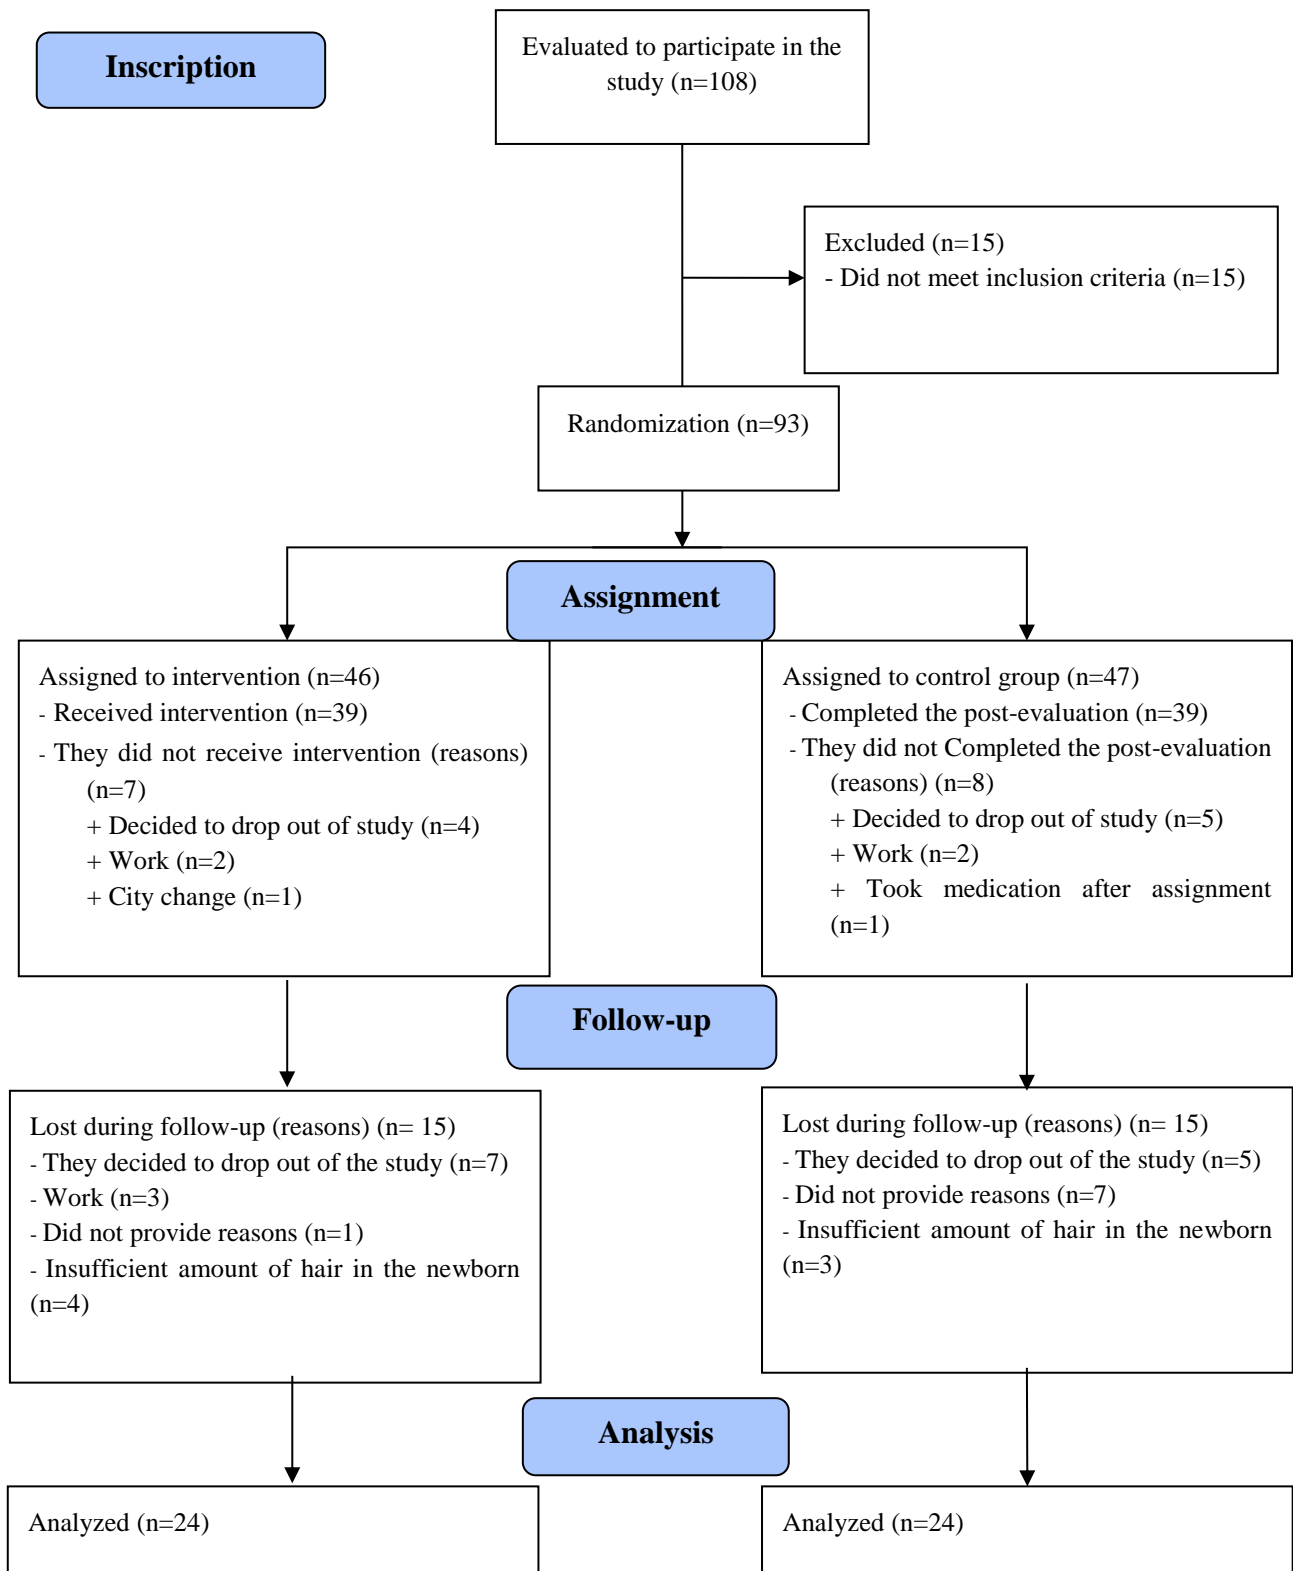 Inscription
Evaluated to participate in the
study (n=108)
Excluded (n=15)
- Did not meet inclusion criteria (n=15)
Randomization (n=93)
Assignment
Assigned to intervention (n=46)
- Received intervention (n=39)
- They did not receive intervention (reasons)
(n=7)
+ Decided to drop out of study (n=4)
+ Work (n=2)
+ City change (n=1)
Assigned to control group (n=47)
- Completed the post-evaluation (n=39)
- They did not Completed the post-evaluation
(reasons) (n=8)
+ Decided to drop out of study (n=5)
+ Work (n=2)
+ Took medication after assignment
(n=1)
Follow-up
Lost during follow-up (reasons) (n= 15)
- They decided to drop out of the study (n=7)
- Work (n=3)
- Did not provide reasons (n=1)
- Insufficient amount of hair in the newborn
(n=4)
Lost during follow-up (reasons) (n= 15)
- They decided to drop out of the study (n=5)
- Did not provide reasons (n=7)
- Insufficient amount of hair in the newborn
(n=3)
Analysis
Analyzed (n=24)
Analyzed (n=24)